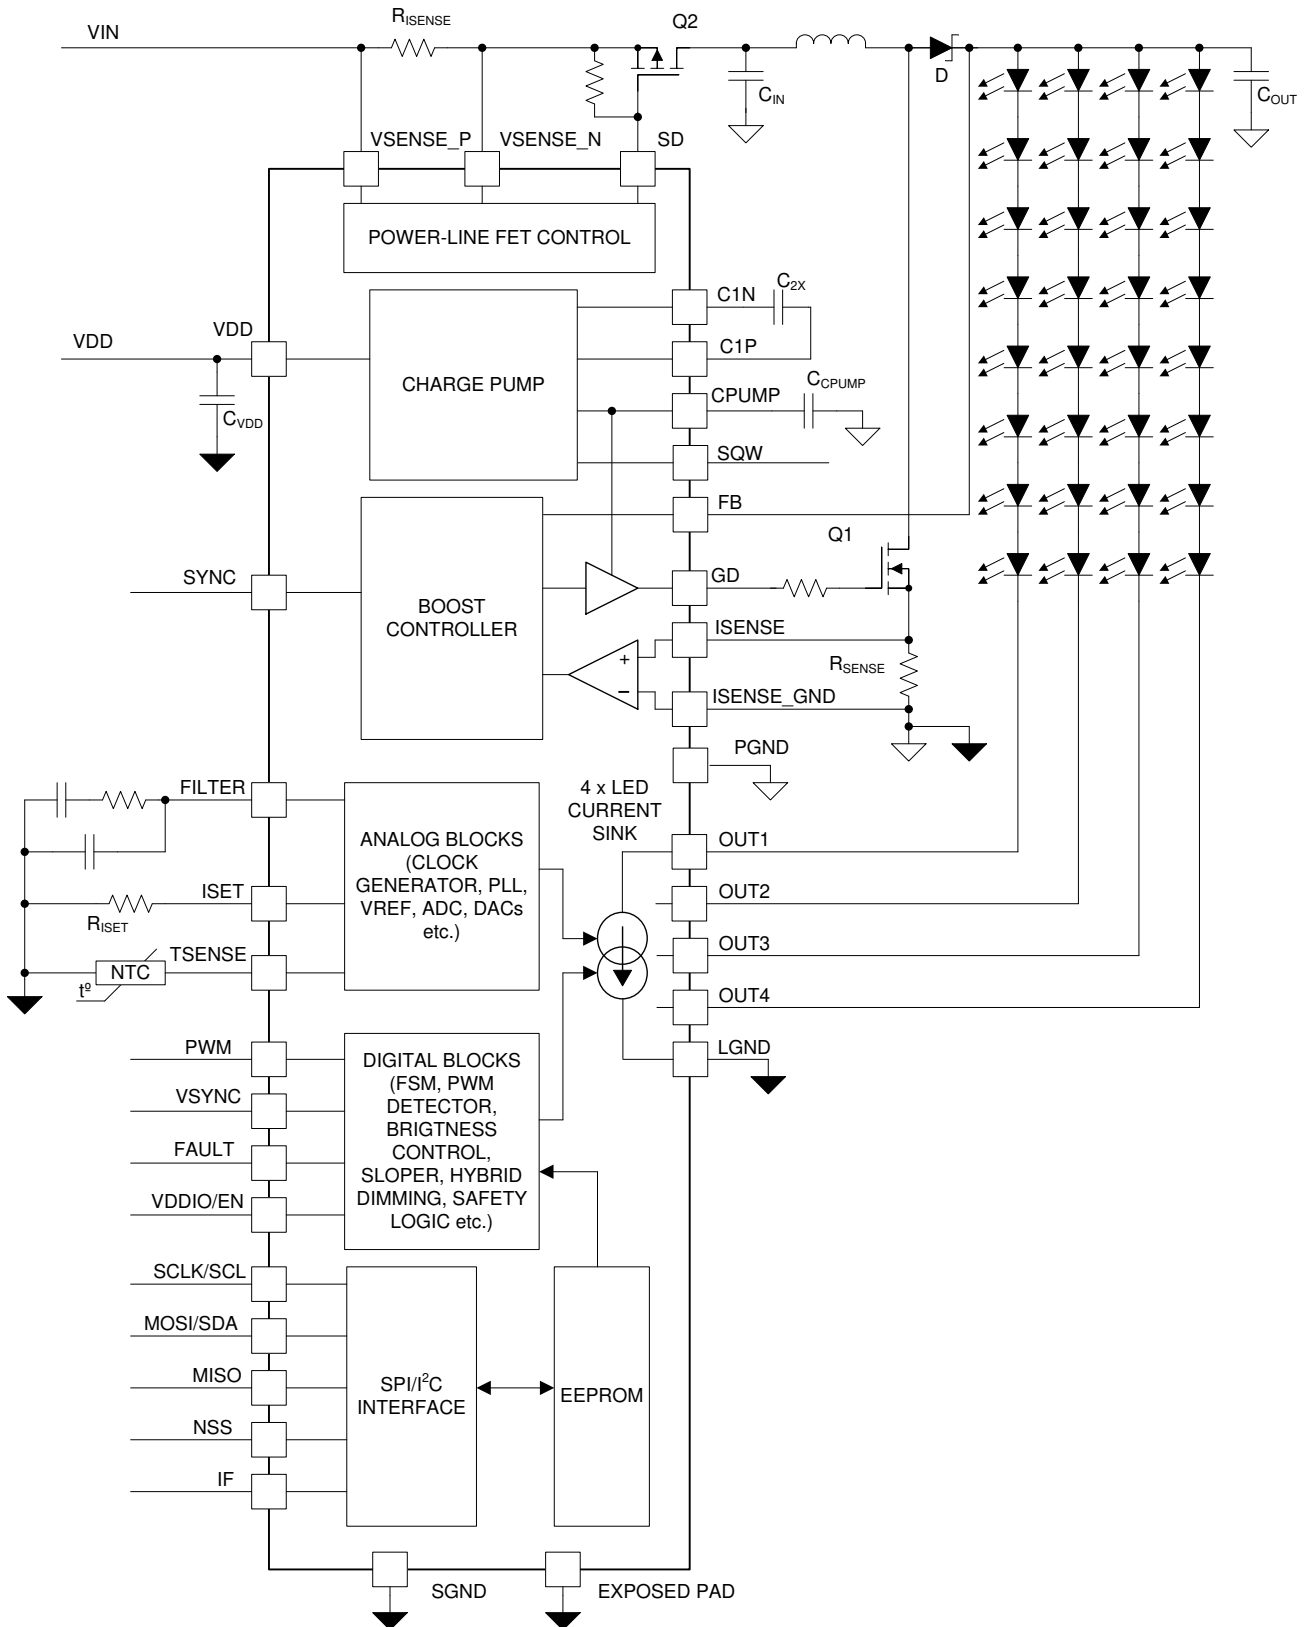 VIN
RISENSE
Q2
CIN
D
COUT
VSENSE_P
VSENSE_N
SD
POWER-LINE FET CONTROL
VDD
VDD
CVDD
CHARGE PUMP
C1N
C2X
C1P
CPUMP
CCPUMP
SQW
FB
Q1
SYNC
BOOST
CONTROLLER
GD
ISENSE
+
−
RSENSE
ISENSE_GND
PGND
FILTER
ISET
RISET
TSENSE
NTC
tº
ANALOG BLOCKS
(CLOCK
GENERATOR, PLL,
VREF, ADC, DACs
etc.)
4 x LED
CURRENT
SINK
OUT1
OUT2
OUT3
OUT4
LGND
PWM
VSYNC
FAULT
VDDIO/EN
DIGITAL BLOCKS
(FSM, PWM
DETECTOR,
BRIGTNESS
CONTROL,
SLOPER, HYBRID
DIMMING, SAFETY
LOGIC etc.)
SCLK/SCL
MOSI/SDA
MISO
NSS
IF
SPI/I²C
INTERFACE
EEPROM
SGND
EXPOSED PAD